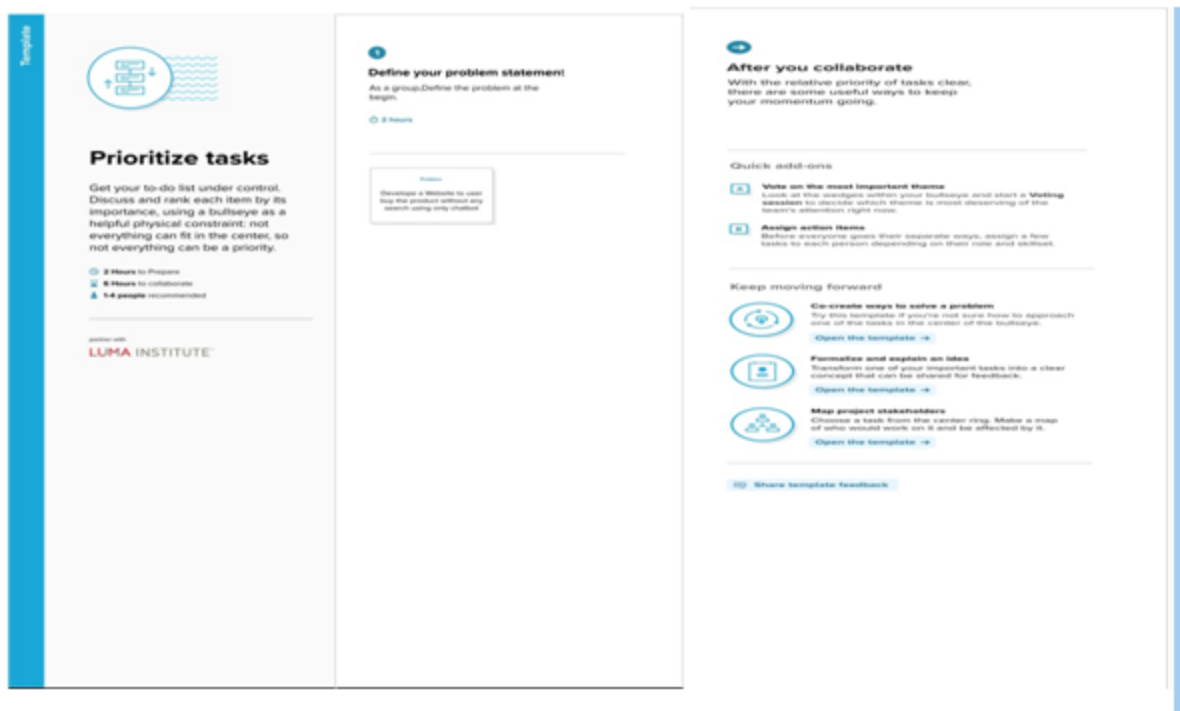 Template
Prioritize tasks
Get your to-do list under control.
Discuss and rank each item by its
importance, using a bullseye as a
helpful physical constraint: not
everything can fit in the center, so
not everything can be a priority.
2 Hours to Prepare
6 Hours to collaborate
1-4 people recommended
partner with
LUMA INSTITUTE
1
Define your problem statement
As a group,Define the problem at the
begin.
2 hours
Problem
Develope a Website to user
buy the product without any
search using only chatbot
After you collaborate
With the relative priority of tasks clear,
there are some useful ways to keep
your momentum going.
Quick add-ons
A
Vote on the most important theme
Look at the wedges within your bullseye and start a Voting
session to decide which theme is most deserving of the
team's attention right now.
B
Assign action items
Before everyone goes their separate ways, assign a few
tasks to each person depending on their role and skillset.
Keep moving forward
Co-create ways to solve a problem
Try this template if you're not sure how to approach
one of the tasks in the center of the bullseye.
Open the template →
Formalize and explain an idea
Transform one of your important tasks into a clear
concept that can be shared for feedback.
Open the template →
Map project stakeholders
Choose a task from the center ring. Make a map
of who would work on it and be affected by it.
Open the template →
Share template feedback